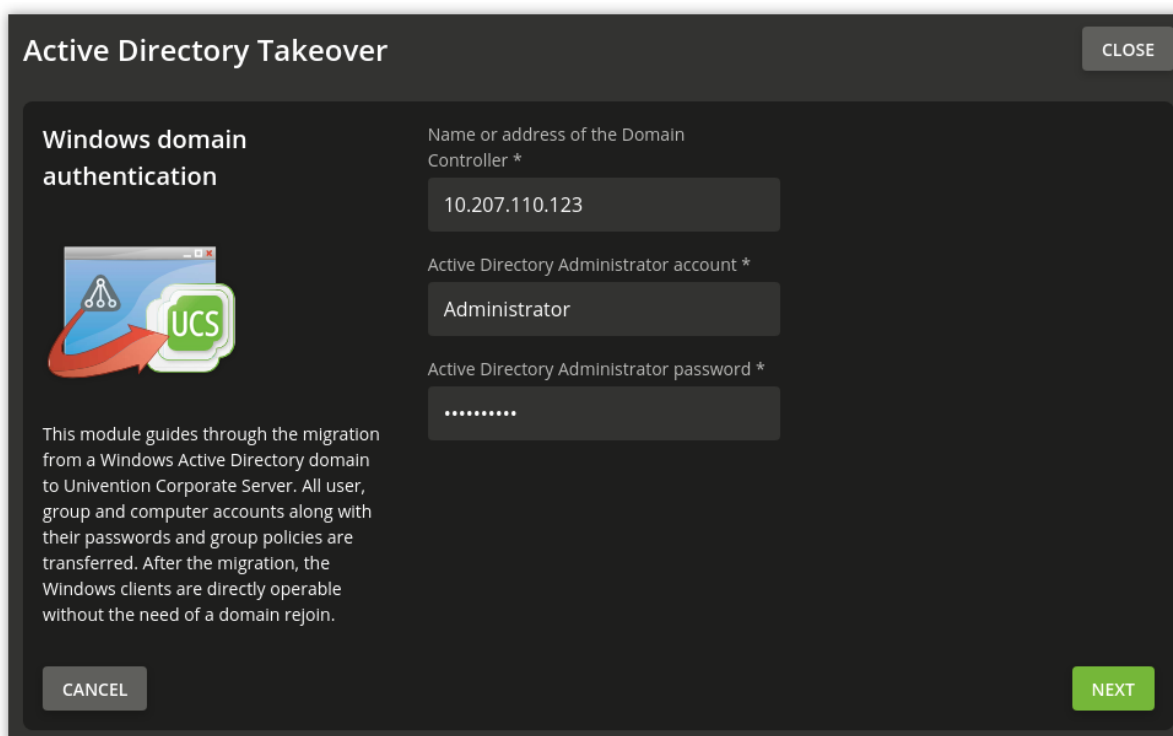 Active Directory Takeover
CLOSE
Windows domain
authentication
UCS
This module guides through the migration
from a Windows Active Directory domain
to Univention Corporate Server. All user,
group and computer accounts along with
their passwords and group policies are
transferred. After the migration, the
Windows clients are directly operable
without the need of a domain rejoin.
Name or address of the Domain
Controller *
10.207.110.123
Active Directory Administrator account *
Administrator
Active Directory Administrator password *
••••••••••
CANCEL
NEXT